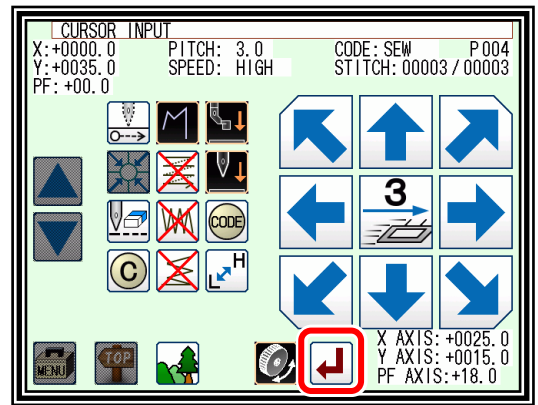 CURSOR INPUT
X:+0000.0 PITCH: 3.0 CODE: SEW P004
Y:+0035.0 SPEED: HIGH STITCH: 00003/00003
PF: +00.0
3
CODE
C
L H
MENU
TOP
X AXIS: +0025.0
Y AXIS: +0015.0
PF AXIS:+18.0